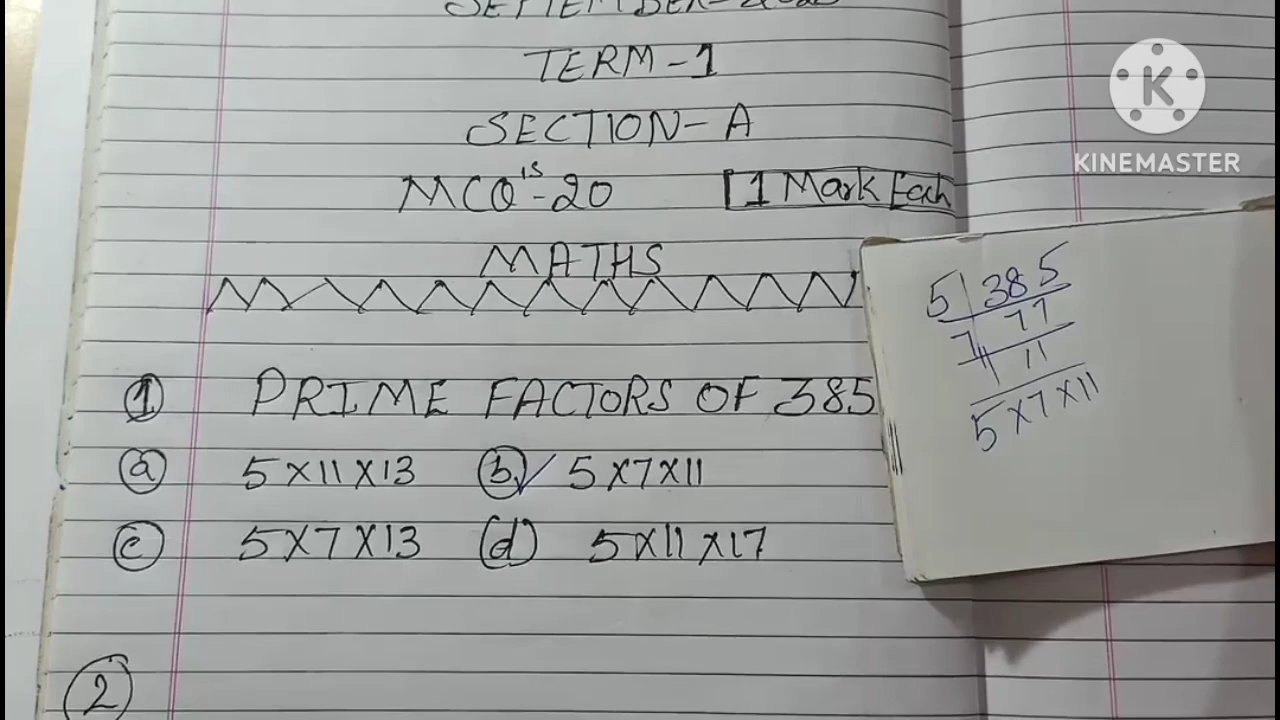 TERM-1
SECTION-A
MCQ's-20 [1 Mark Each
MATHS
① PRIME FACTORS OF 385
ⓐ 5×11×13 ⓑ✓ 5×7×11
ⓒ 5×7×13 ⓓ 5×11×17
②
5 385
7 77
11
5×7×11
K
KINEMASTER